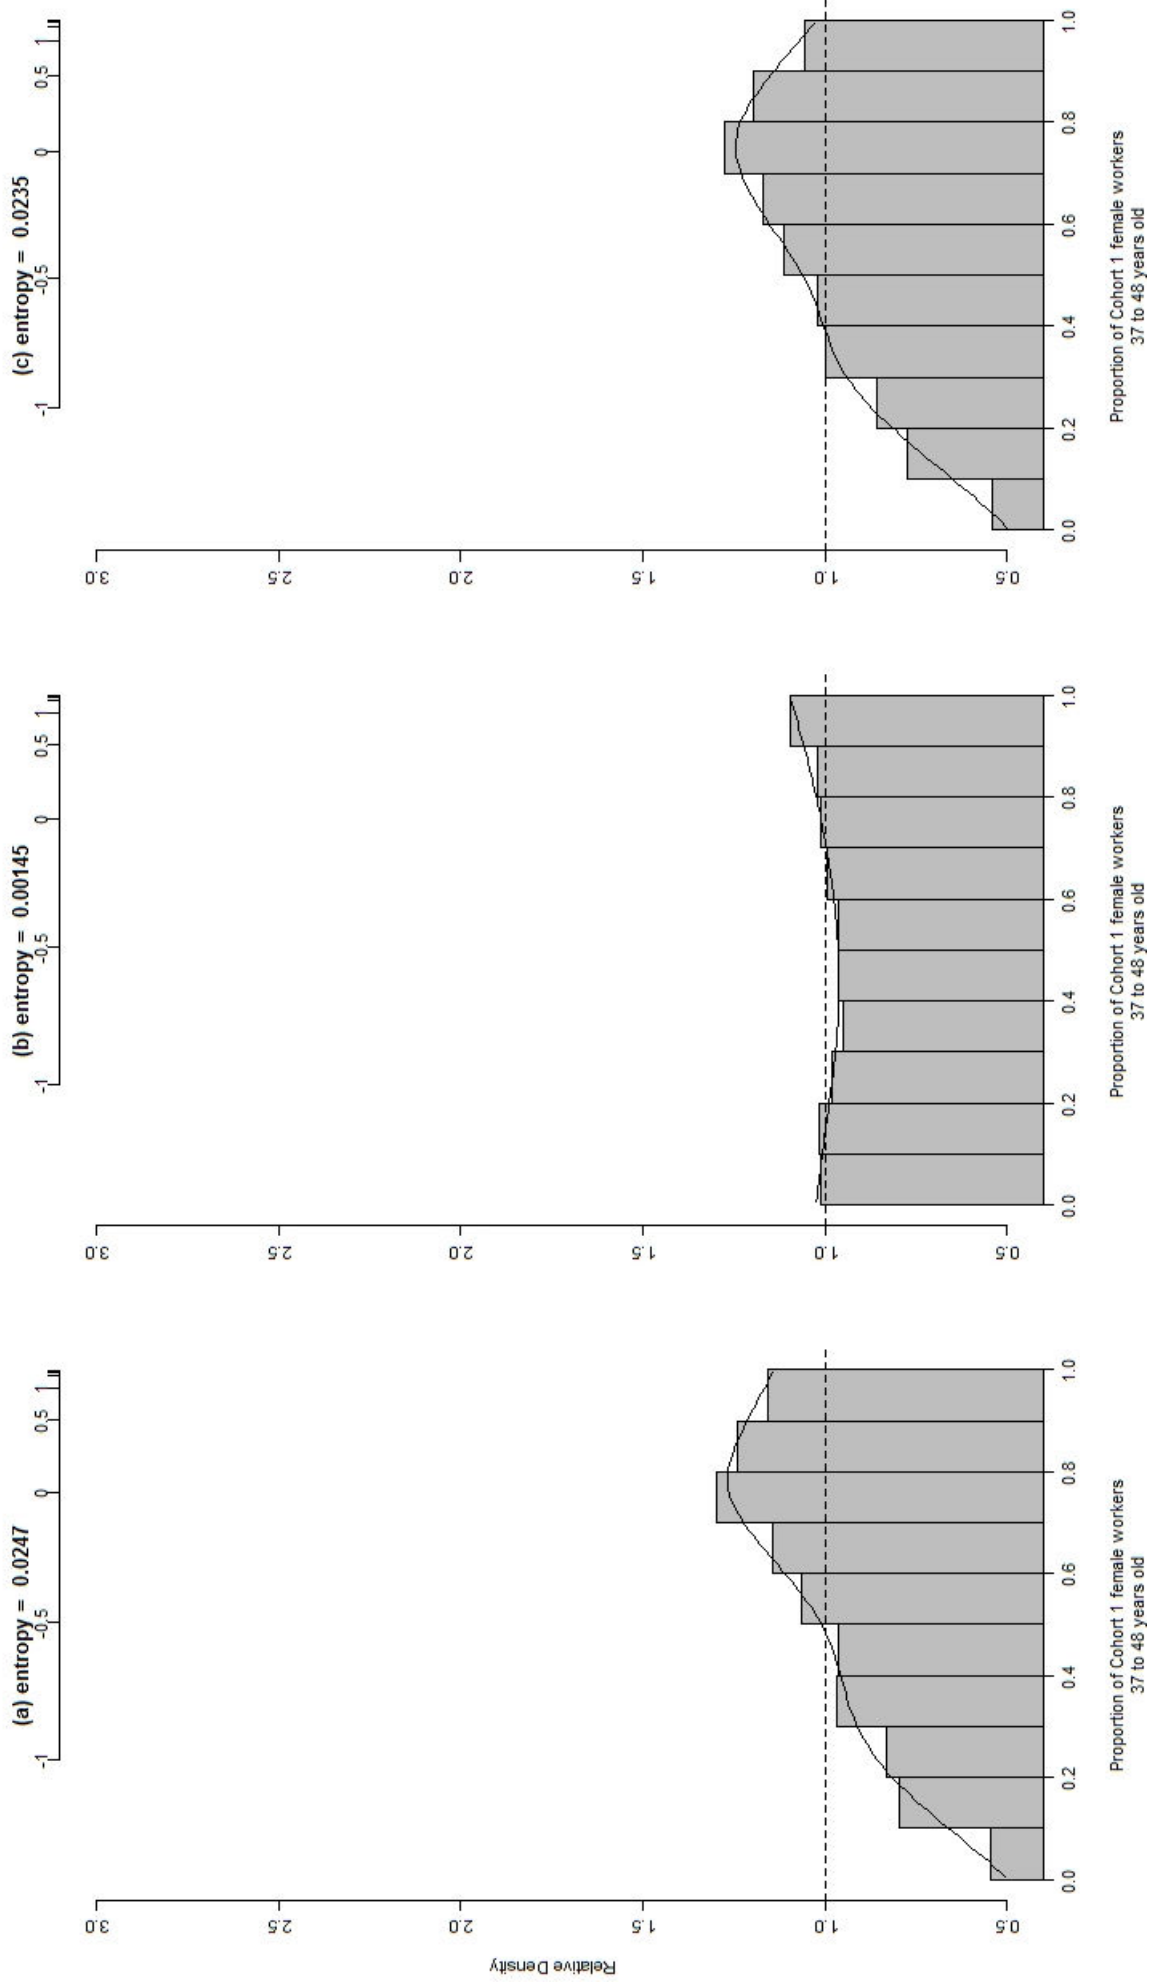 (a) entropy = 0.0247
-1 -0.5 0 0.5 1
Relative Density
0.5 1.0 1.5 2.0 2.5 3.0
0.0 0.2 0.4 0.6 0.8 1.0
Proportion of Cohort 1 female workers
37 to 48 years old
(b) entropy = 0.00145
-1 -0.5 0 0.5 1
0.5 1.0 1.5 2.0 2.5 3.0
0.0 0.2 0.4 0.6 0.8 1.0
Proportion of Cohort 1 female workers
37 to 48 years old
(c) entropy = 0.0235
-1 -0.5 0 0.5 1
0.5 1.0 1.5 2.0 2.5 3.0
0.0 0.2 0.4 0.6 0.8 1.0
Proportion of Cohort 1 female workers
37 to 48 years old